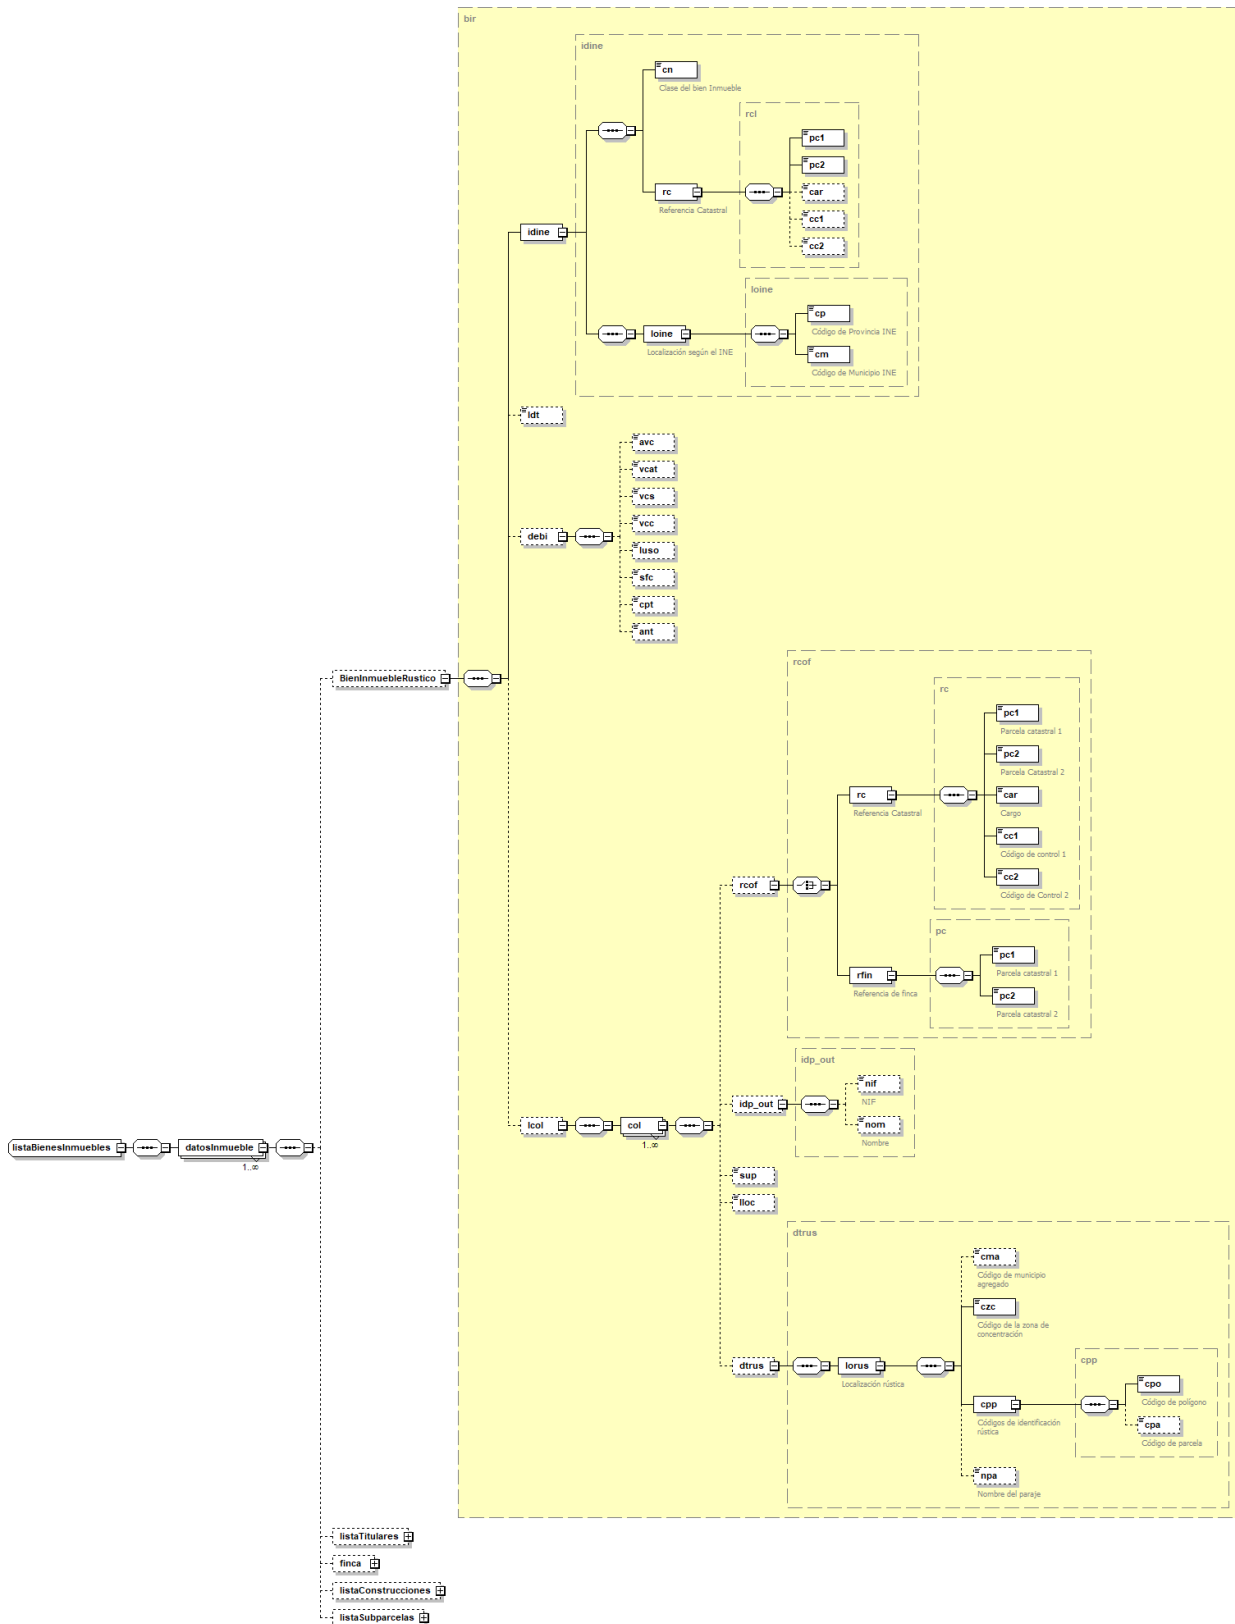 bir
idine
cn
Clase del bien Inmueble
rcl
pc1
pc2
car
cc1
cc2
rc
Referencia Catastral
idine
loine
cp
Código de Provincia INE
cm
Código de Municipio INE
loine
Localización según el INE
ldt
debi
avc
vcat
vcs
vcc
luso
sfc
cpt
ant
BienInmuebleRustico
rcof
rc
pc1
Parcela catastral 1
pc2
Parcela Catastral 2
car
Cargo
cc1
Código de control 1
cc2
Código de Control 2
rc
Referencia Catastral
rcof
pc
pc1
Parcela catastral 1
pc2
Parcela catastral 2
rfin
Referencia de finca
idp_out
nif
NIF
nom
Nombre
idp_out
lcol
col
1..∞
listaBienesInmuebles
datosInmueble
1..∞
sup
lloc
dtrus
cma
Código de municipio
agregado
czc
Código de la zona de
concentración
dtrus
lorus
Localización rústica
cpp
cpo
Código de polígono
cpa
Código de parcela
cpp
Códigos de identificación
rústica
npa
Nombre del paraje
listaTitulares
finca
listaConstrucciones
listaSubparcelas